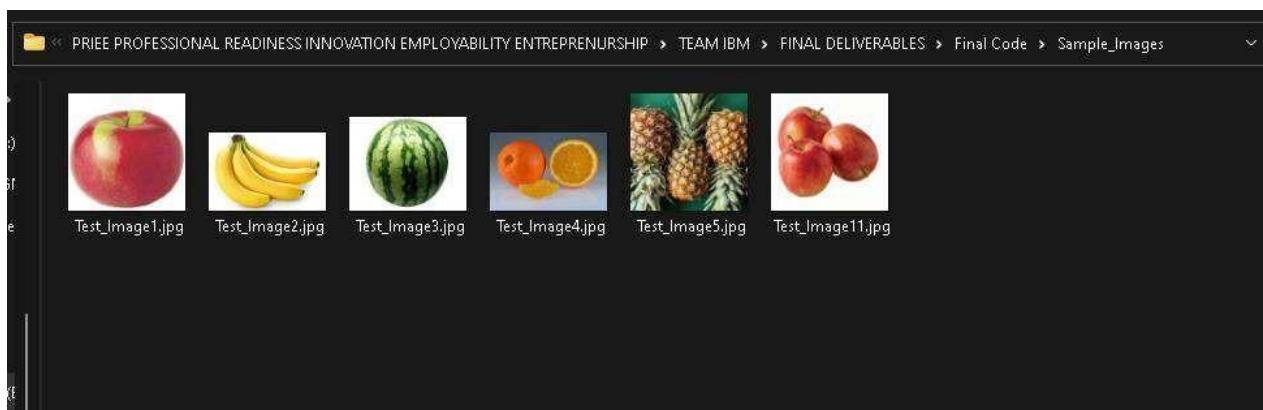 PRIEE PROFESSIONAL READINESS INNOVATION EMPLOYABILITY ENTREPRENURSHIP > TEAM IBM > FINAL DELIVERABLES > Final Code > Sample_Images
Test_Image1.jpg Test_Image2.jpg Test_Image3.jpg Test_Image4.jpg Test_Image5.jpg Test_Image11.jpg